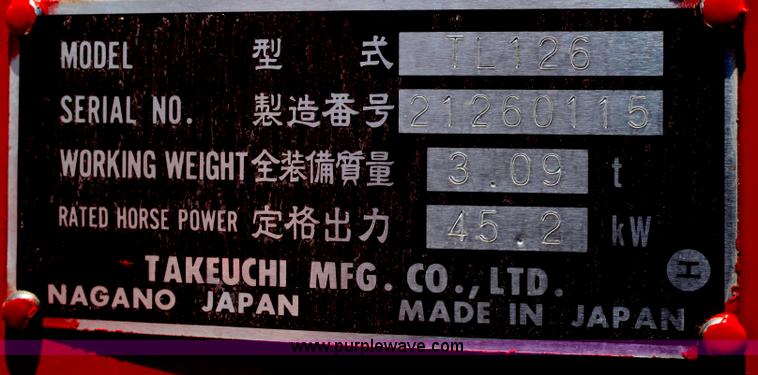 MODEL 型 式 TL126
SERIAL NO. 製造番号 21260115
WORKING WEIGHT 全装備質量 3.09 t
RATED HORSE POWER 定格出力 45.2 kW
TAKEUCHI MFG. CO., LTD.
NAGANO JAPAN MADE IN JAPAN
www.purplewave.com